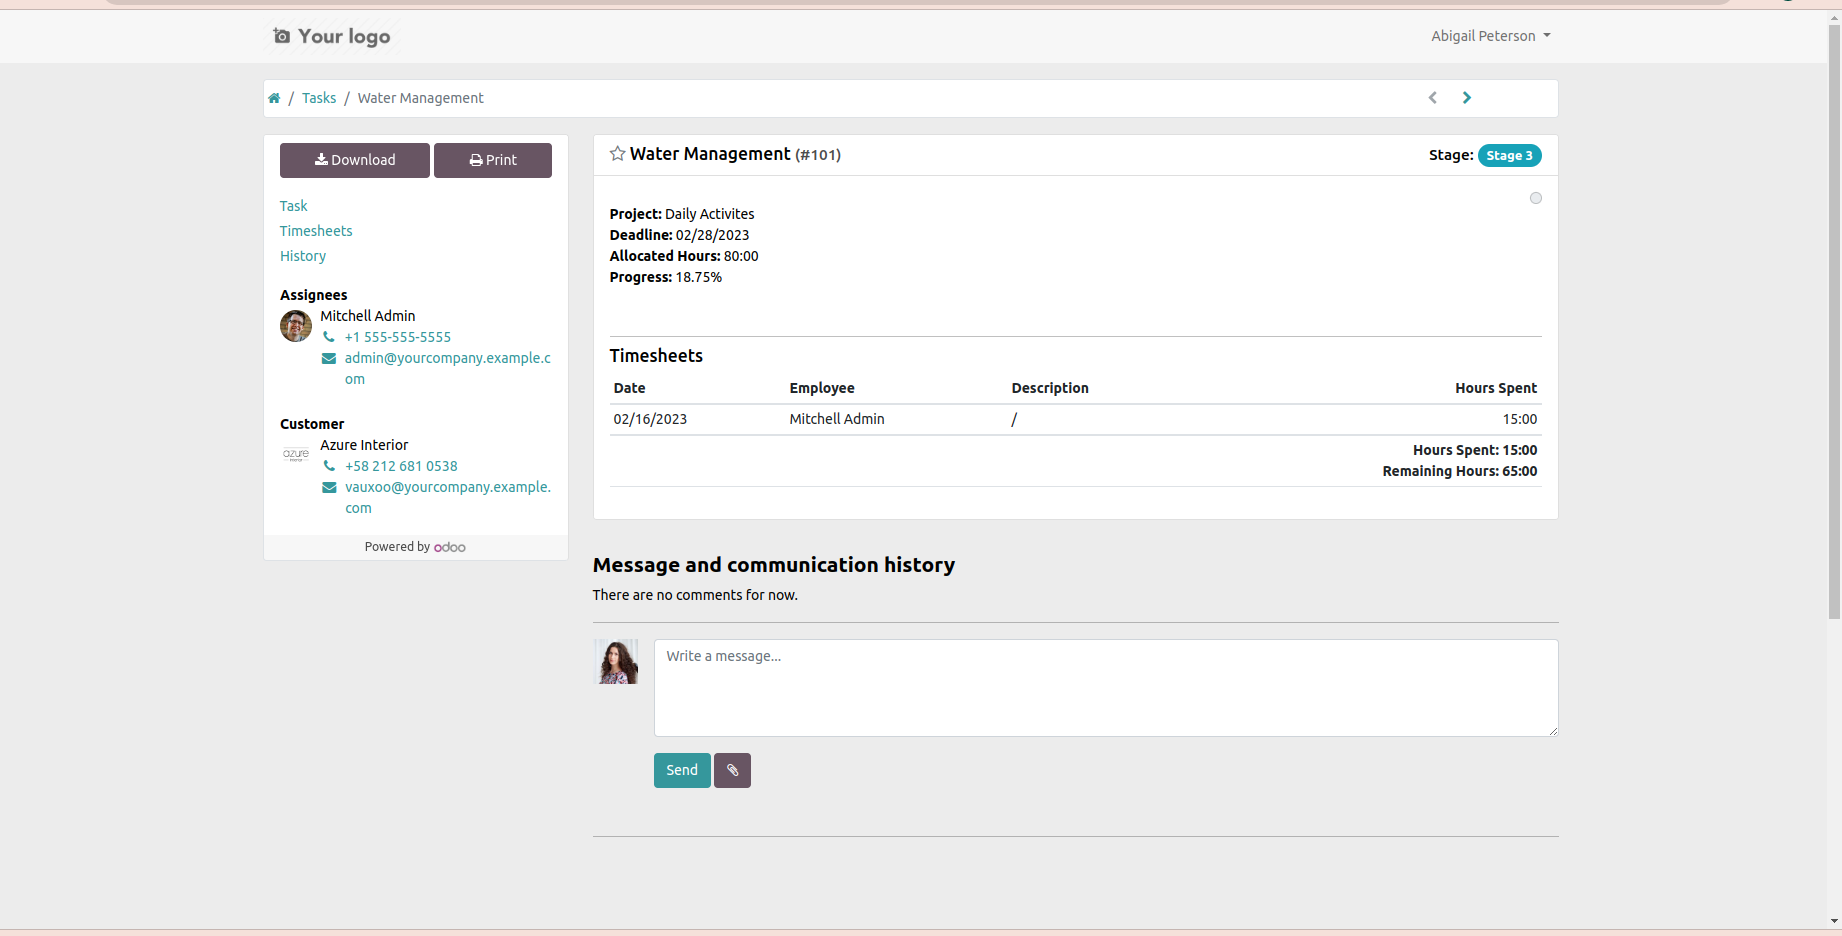 Your logo
Abigail Peterson
/ Tasks / Water Management
Download
Print
Task
Timesheets
History
Assignees
Mitchell Admin
+1 555-555-5555
admin@yourcompany.example.c
om
Customer
azure
interior
Azure Interior
+58 212 681 0538
vauxoo@yourcompany.example.
com
Powered by odoo
Water Management (#101)
Stage: Stage 3
Project: Daily Activites
Deadline: 02/28/2023
Allocated Hours: 80:00
Progress: 18.75%
Timesheets
Date Employee Description Hours Spent
02/16/2023 Mitchell Admin / 15:00
Hours Spent: 15:00
Remaining Hours: 65:00
Message and communication history
There are no comments for now.
Write a message...
Send